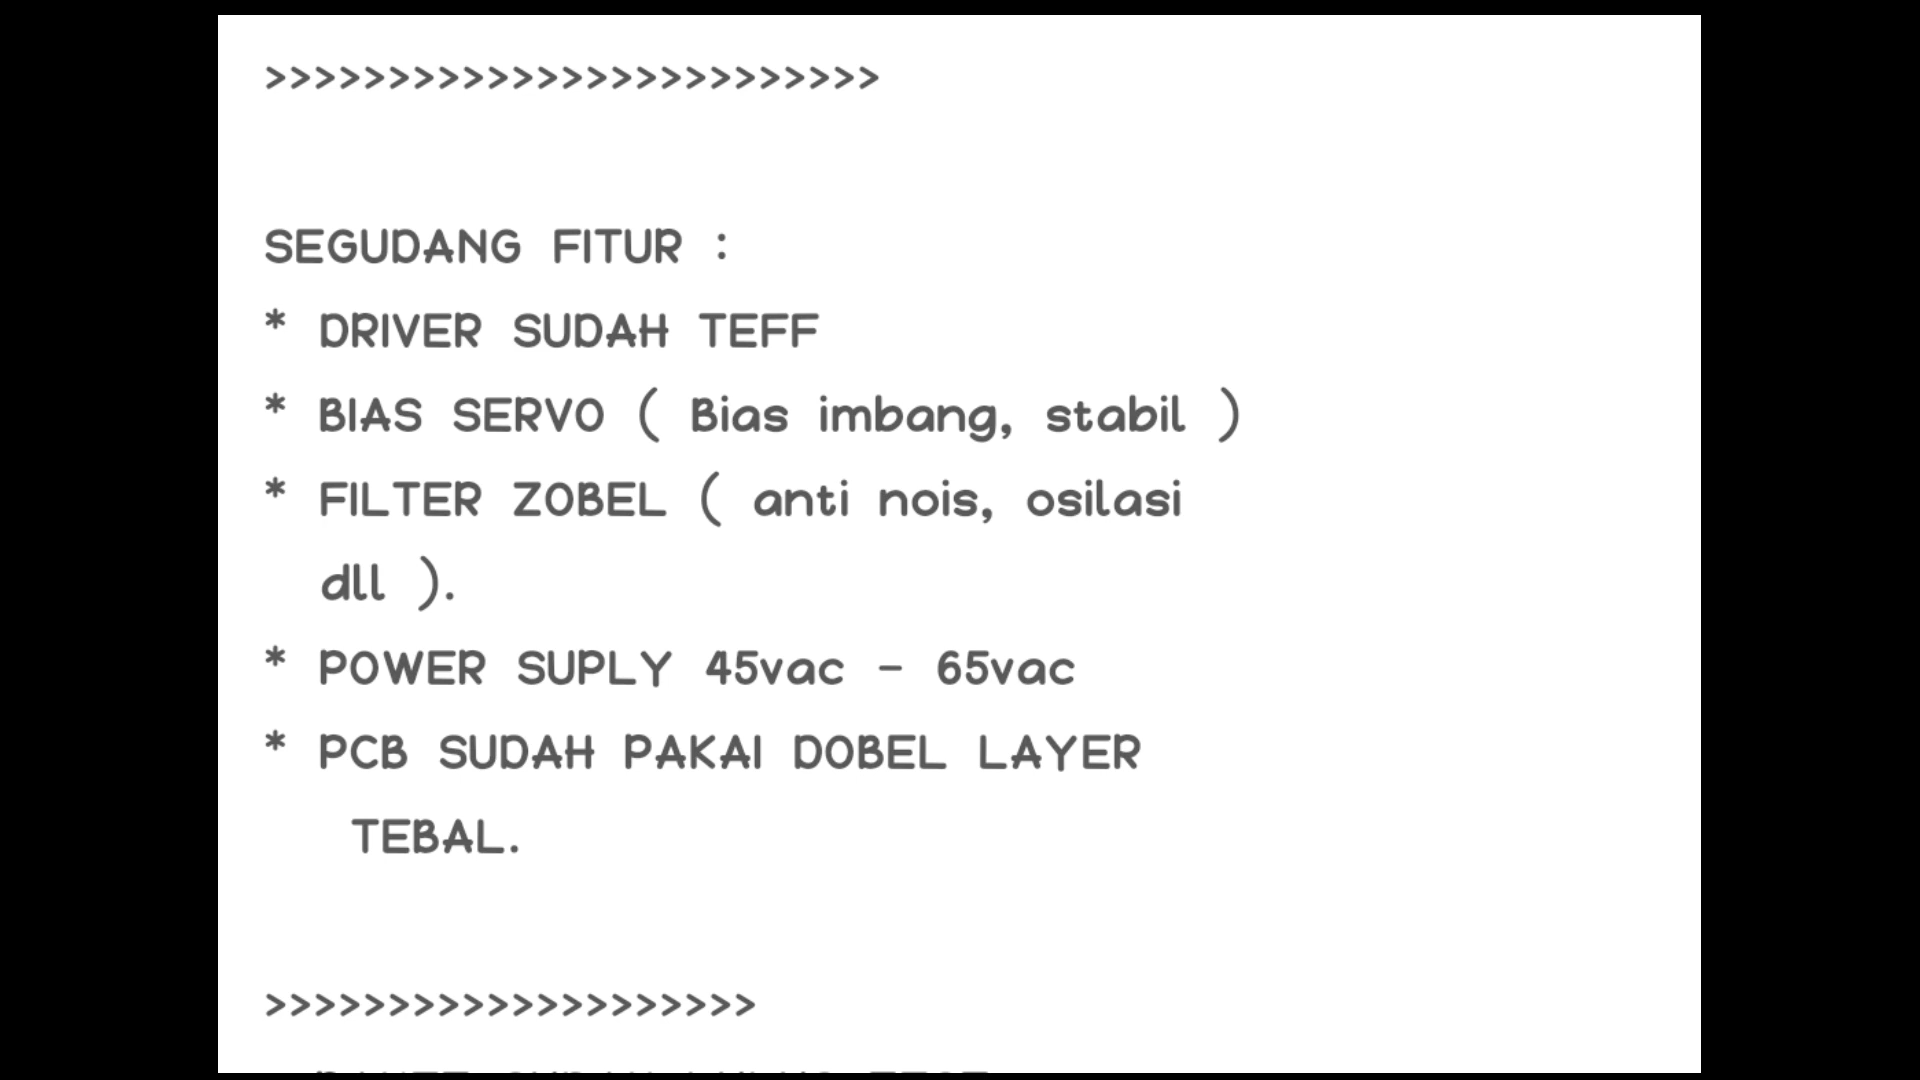 >>>>>>>>>>>>>>>>>>>>>>>>>
SEGUDANG FITUR :
* DRIVER SUDAH TEFF
* BIAS SERVO ( Bias imbang, stabil )
* FILTER ZOBEL ( anti nois, osilasi
dll ).
* POWER SUPLY 45vac - 65vac
* PCB SUDAH PAKAI DOBEL LAYER
TEBAL.
>>>>>>>>>>>>>>>>>>>>